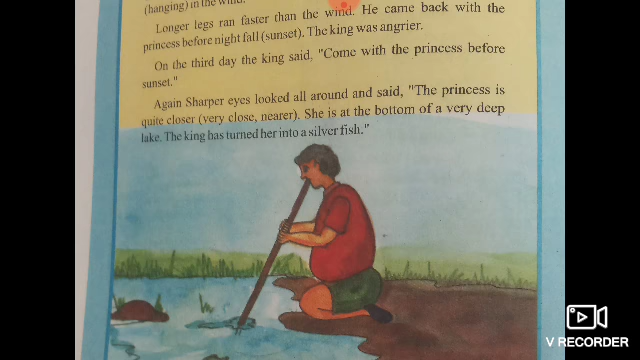 (hanging) in the wind.
Longer legs ran faster than the wind. He came back with the
princess before night fall (sunset). The king was angrier.
On the third day the king said, "Come with the princess before
sunset."
Again Sharper eyes looked all around and said, "The princess is
quite closer (very close, nearer). She is at the bottom of a very deep
lake. The king has turned her into a silver fish."
V RECORDER